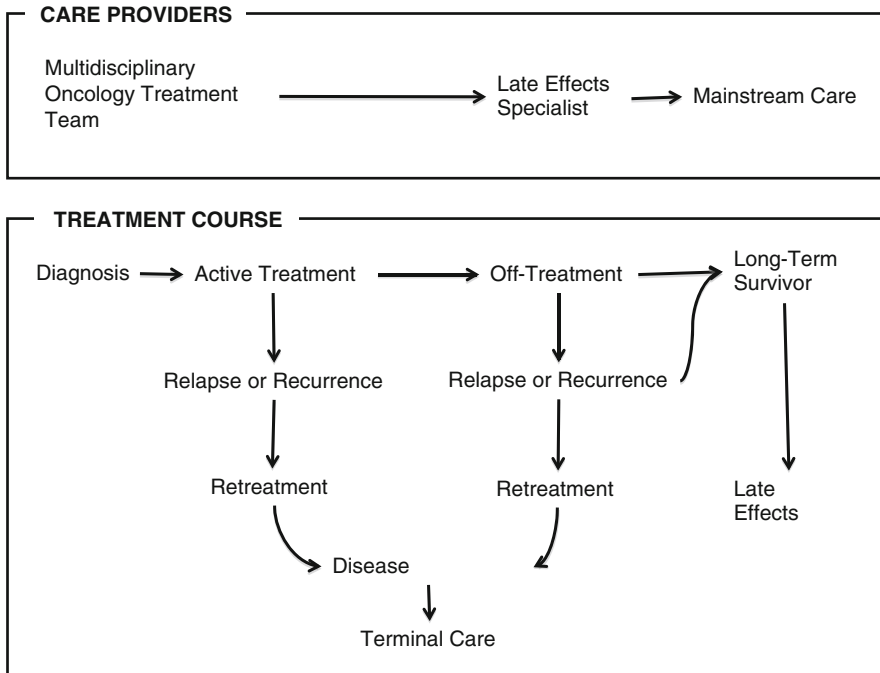 CARE PROVIDERS
Multidisciplinary
Oncology Treatment
Team
Late Effects
Specialist
Mainstream Care
TREATMENT COURSE
Diagnosis
Active Treatment
Off-Treatment
Long-Term
Survivor
Relapse or Recurrence
Relapse or Recurrence
Retreatment
Retreatment
Late
Effects
Disease
Terminal Care